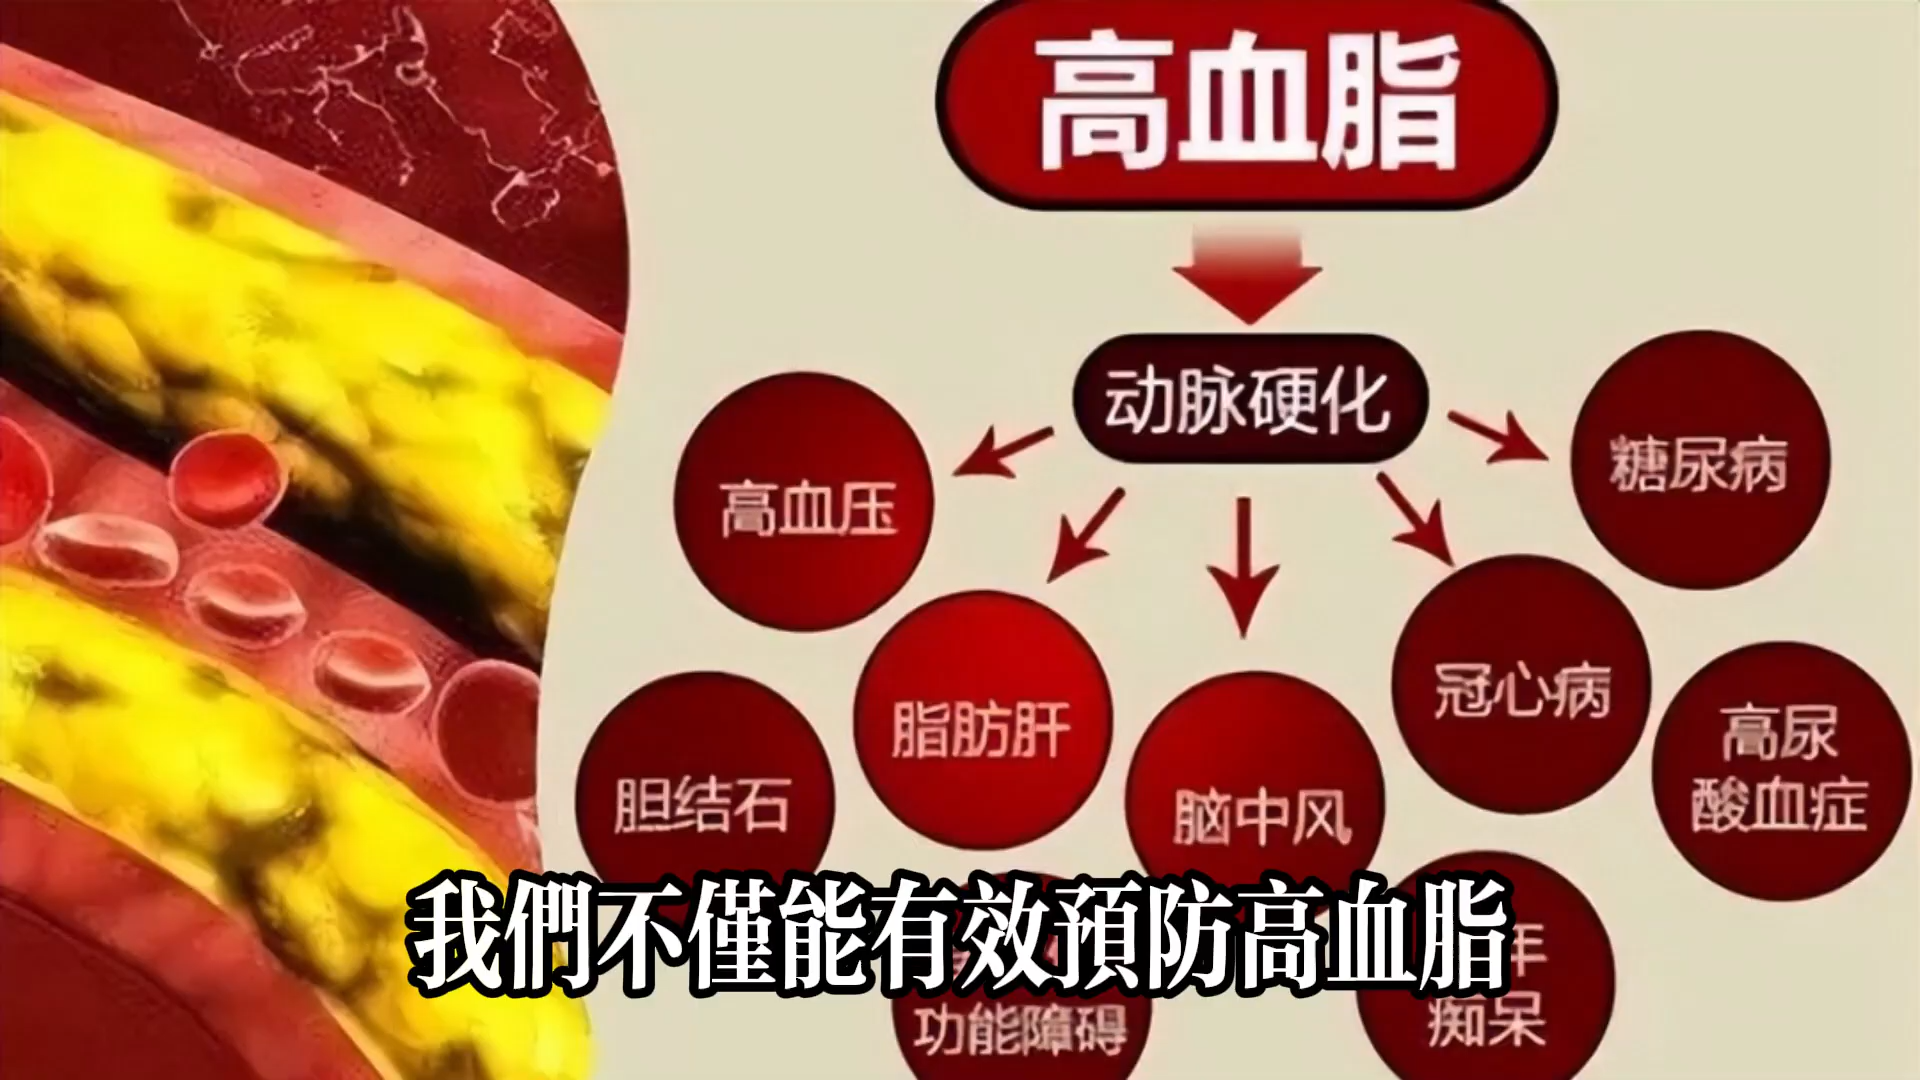 高血脂
动脉硬化
高血压
糖尿病
脂肪肝
冠心病
胆结石
脑中风
高尿
酸血症
我們不僅能有效預防高血脂
功能障碍
年
痴呆